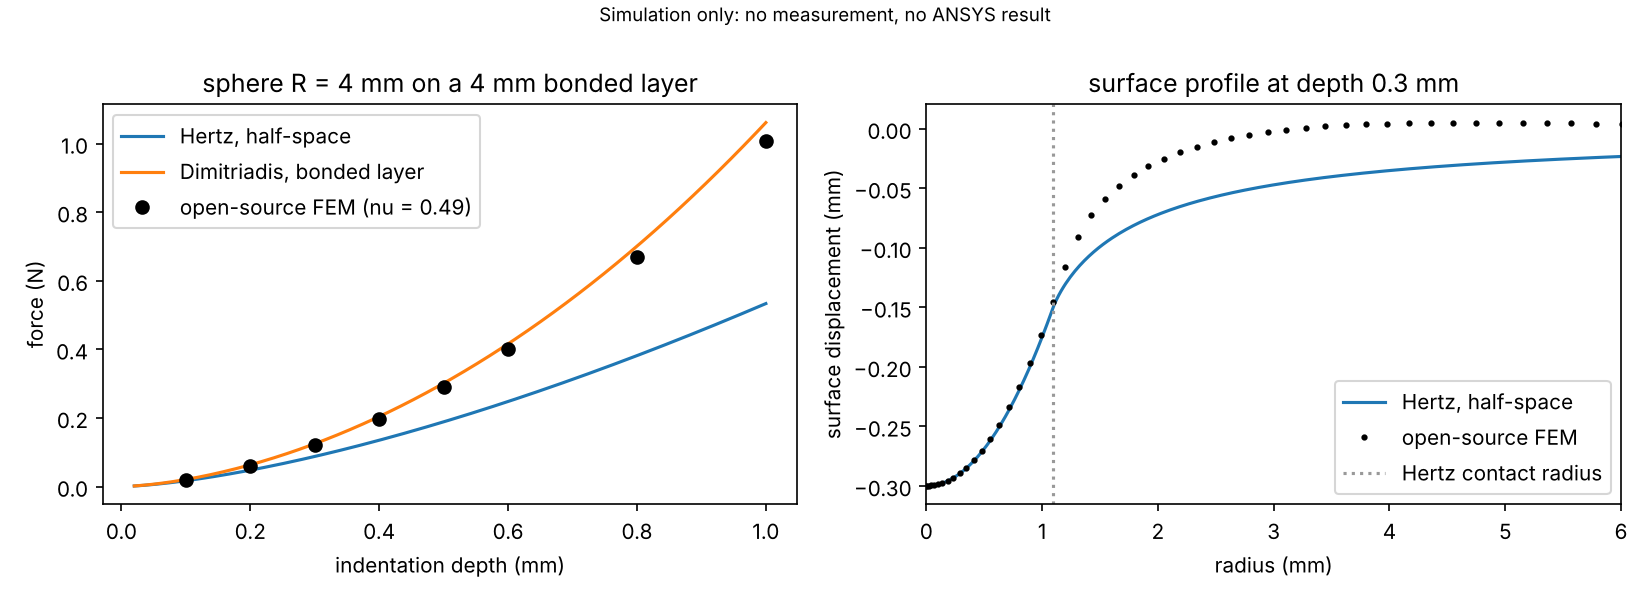 Simulation only: no measurement, no ANSYS result
sphere R = 4 mm on a 4 mm bonded layer
Hertz, half-space
Dimitriadis, bonded layer
open-source FEM (nu = 0.49)
force (N)
1.0
0.8
0.6
0.4
0.2
0.0
0.0 0.2 0.4 0.6 0.8 1.0
indentation depth (mm)
surface profile at depth 0.3 mm
surface displacement (mm)
0.00
−0.05
−0.10
−0.15
−0.20
−0.25
−0.30
Hertz, half-space
open-source FEM
Hertz contact radius
0 1 2 3 4 5 6
radius (mm)